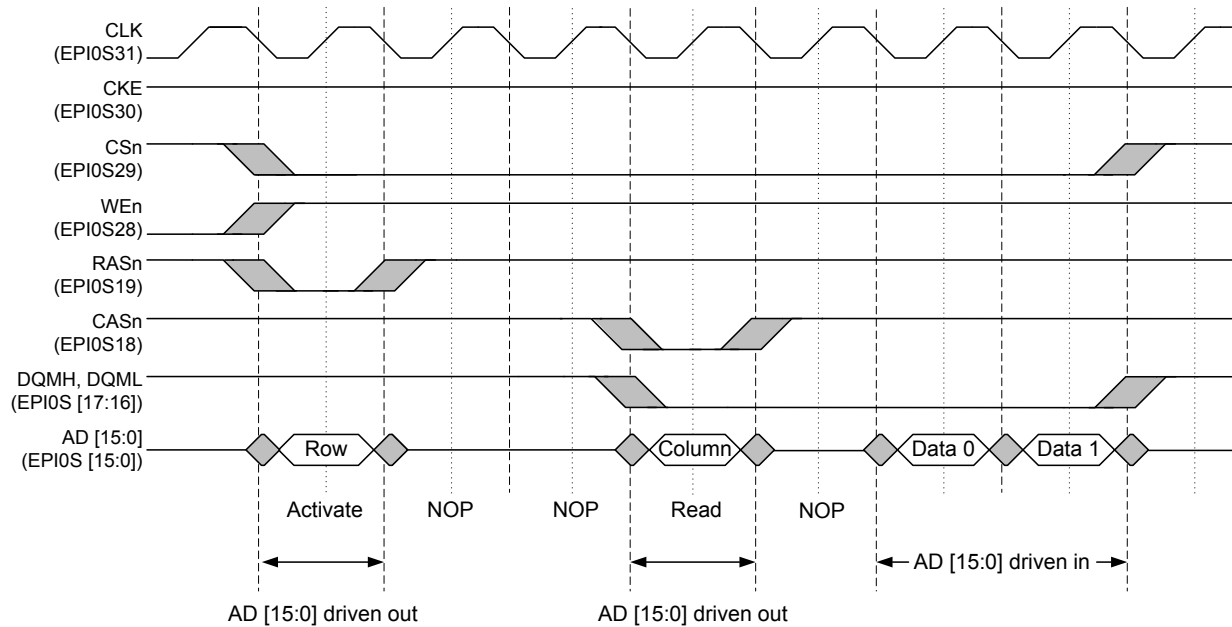 CLK
(EPI0S31)
CKE
(EPI0S30)
CSn
(EPI0S29)
WEn
(EPI0S28)
RASn
(EPI0S19)
CASn
(EPI0S18)
DQMH, DQML
(EPI0S [17:16])
AD [15:0]
(EPI0S [15:0])
Row Column Data 0 Data 1
Activate NOP NOP Read NOP
AD [15:0] driven in
AD [15:0] driven out AD [15:0] driven out